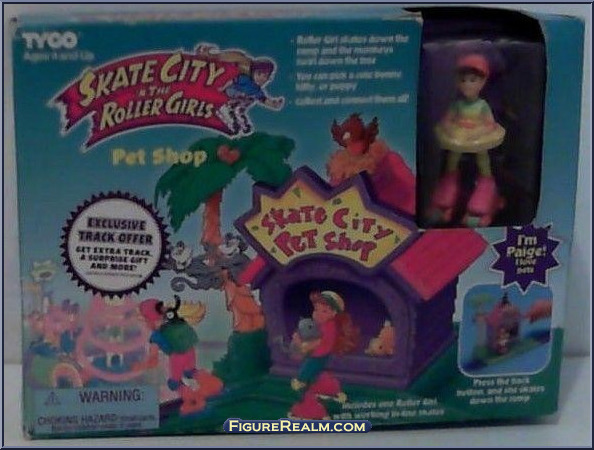 TYCO
Ages 4 and Up
SKATE CITY
& THE
ROLLER GIRLS
Pet Shop
- Roller Girl skates down the
ramp and the monkeys
swirl down the tree
- You can pick a cute bunny,
kitty, or puppy
- Collect and connect them all!
EXCLUSIVE
TRACK OFFER
GET EXTRA TRACK,
A SURPRISE GIFT
AND MORE!
SKATE CITY
PET SHOP
I'm
Paige!
I love
pets
Press the back
button, and she skates
down the ramp
Includes one Roller Girl
with working in-line skates
WARNING:
CHOKING HAZARD
FIGUREREALM.COM